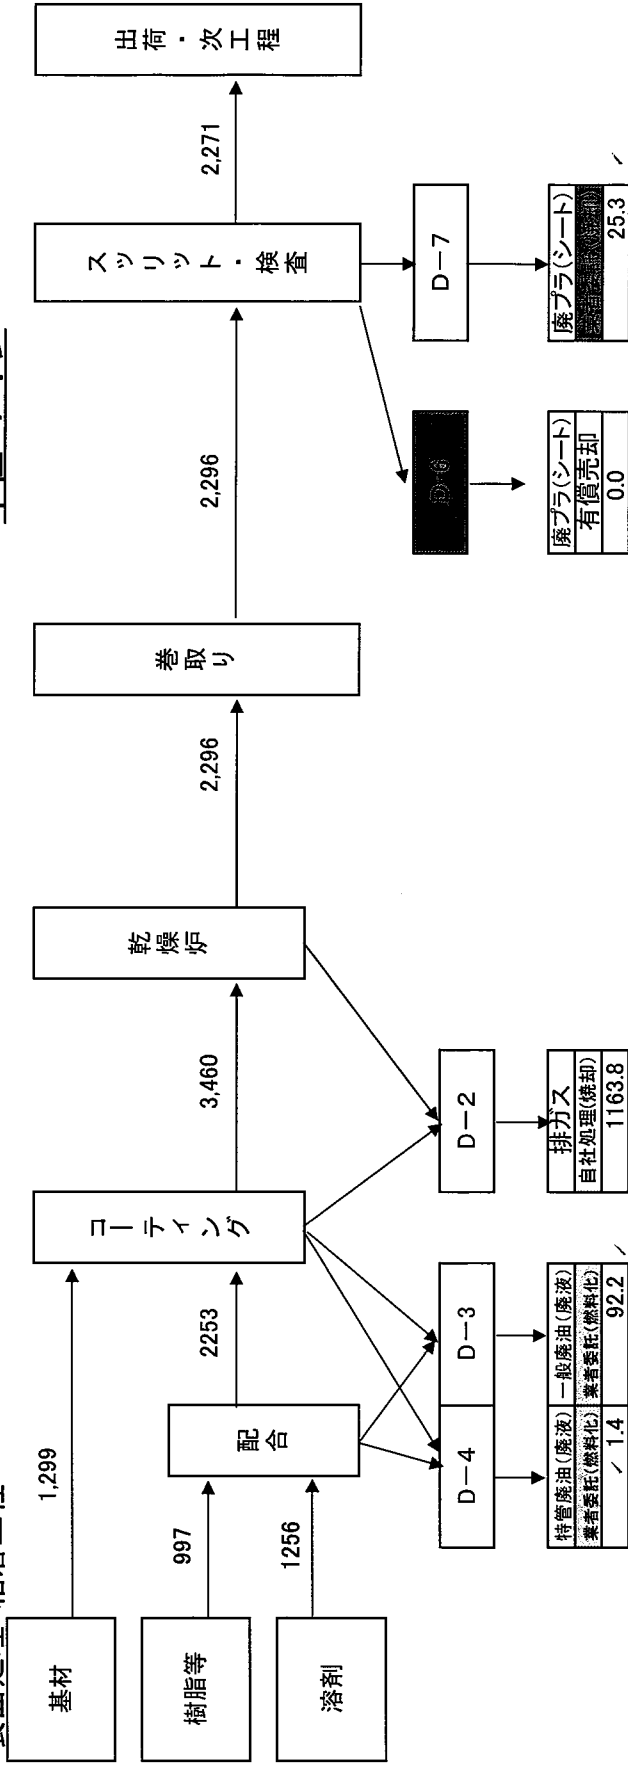 基材
樹脂等
溶剤
1,299
997
1256
配合
2253
コーティング
3,460
乾燥炉
2,296
巻取り
2,296
スツリット・検査
2,271
出荷・次工程
D－4
D－3
D－2
D-6
D－7
特管廃油(廃液)
業者委託(燃料化)
1.4
一般廃油(廃液)
業者委託(燃料化)
92.2
排ガス
自社処理(焼却)
1163.8
廃プラ(シート)
有償売却
0.0
廃プラ(シート)
25.3